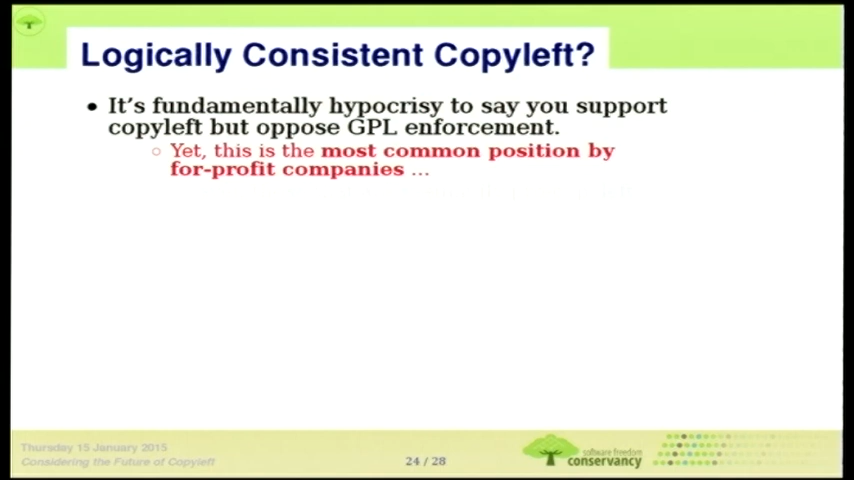 Logically Consistent Copyleft?
• It's fundamentally hypocrisy to say you support
copyleft but oppose GPL enforcement.
○ Yet, this is the most common position by
for-profit companies ...
Thursday 15 January 2015
Considering the Future of Copyleft
24 / 28
software freedom
conservancy